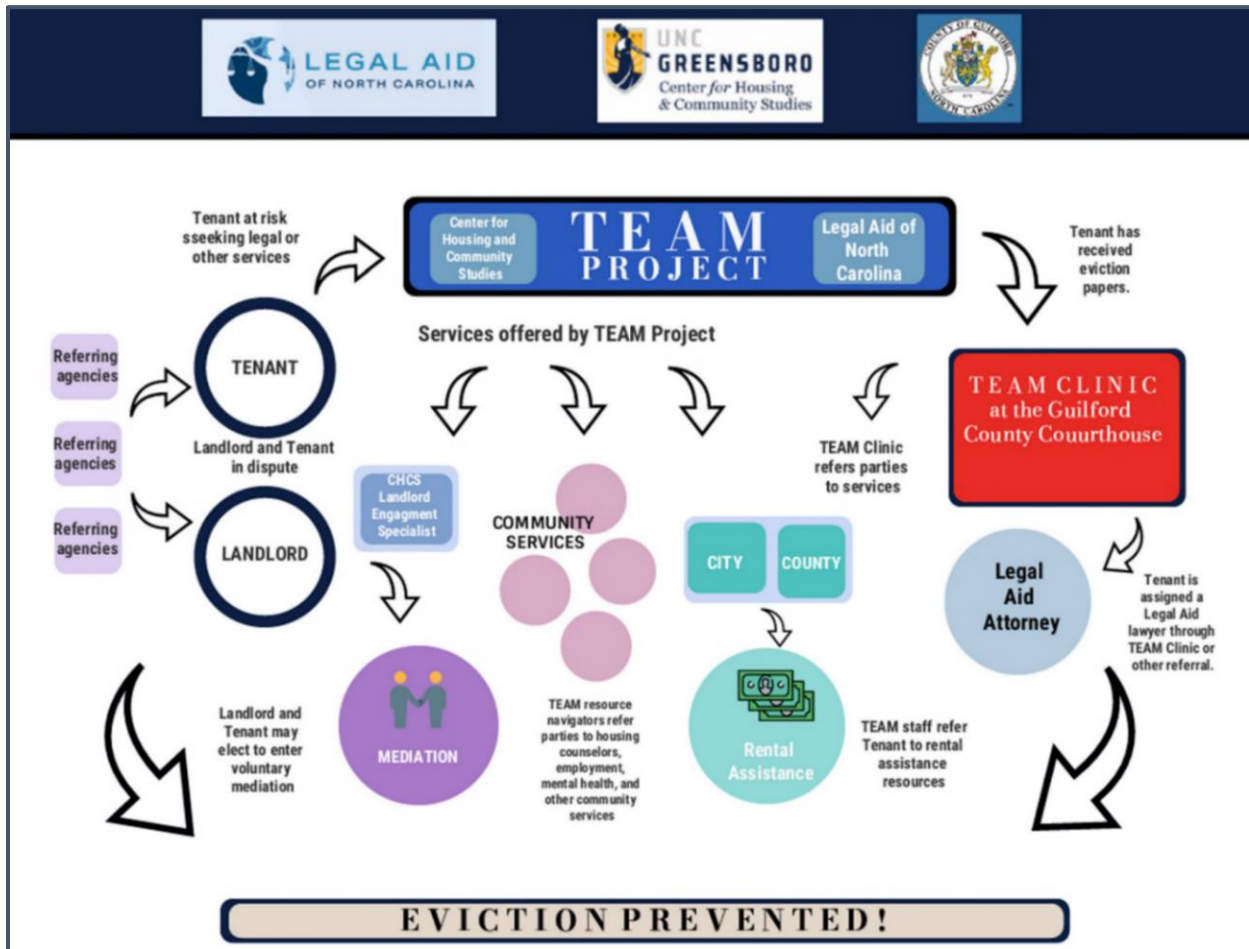 LEGAL AID
OF NORTH CAROLINA
UNC
GREENSBORO
Center for Housing
& Community Studies
COUNTY OF GUILFORD
NORTH CAROLINA
Tenant at risk
sseeking legal or
other services
Center for
Housing and
Community
Studies
TEAM
PROJECT
Legal Aid of
North
Carolina
Tenant has
received
eviction
papers.
Services offered by TEAM Project
Referring
agencies
Referring
agencies
Referring
agencies
TENANT
Landlord and Tenant
in dispute
LANDLORD
CHCS
Landlord
Engagment
Specialist
COMMUNITY
SERVICES
CITY
COUNTY
TEAM Clinic
refers parties
to services
TEAM CLINIC
at the Guilford
County Couurthouse
Legal
Aid
Attorney
Tenant is
assigned a
Legal Aid
lawyer through
TEAM Clinic or
other referral.
Landlord and
Tenant may
elect to enter
voluntary
mediation
MEDIATION
TEAM resource
navigators refer
parties to housing
counselors,
employment,
mental health, and
other community
services
Rental
Assistance
TEAM staff refer
Tenant to rental
assistance
resources
EVICTION PREVENTED!